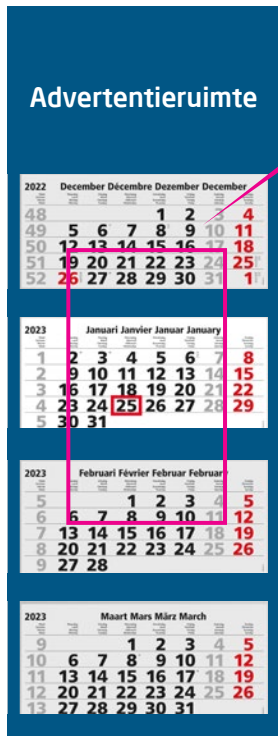 Advertentieruimte
2022 December Décembre Dezember December
48 1 2 3 4
49 5 6 7 8 9 10 11
50 12 13 14 15 16 17 18
51 19 20 21 22 23 24 25
52 26 27 28 29 30 31 1
2023 Januari Janvier Januar January
1 2 3 4 5 6 7 8
2 9 10 11 12 13 14 15
3 16 17 18 19 20 21 22
4 23 24 25 26 27 28 29
5 30 31
2023 Februari Février Februar February
5 1 2 3 4 5
6 6 7 8 9 10 11 12
7 13 14 15 16 17 18 19
8 20 21 22 23 24 25 26
9 27 28
2023 Maart Mars März March
9 1 2 3 4 5
10 6 7 8 9 10 11 12
11 13 14 15 16 17 18 19
12 20 21 22 23 24 25 26
13 27 28 29 30 31